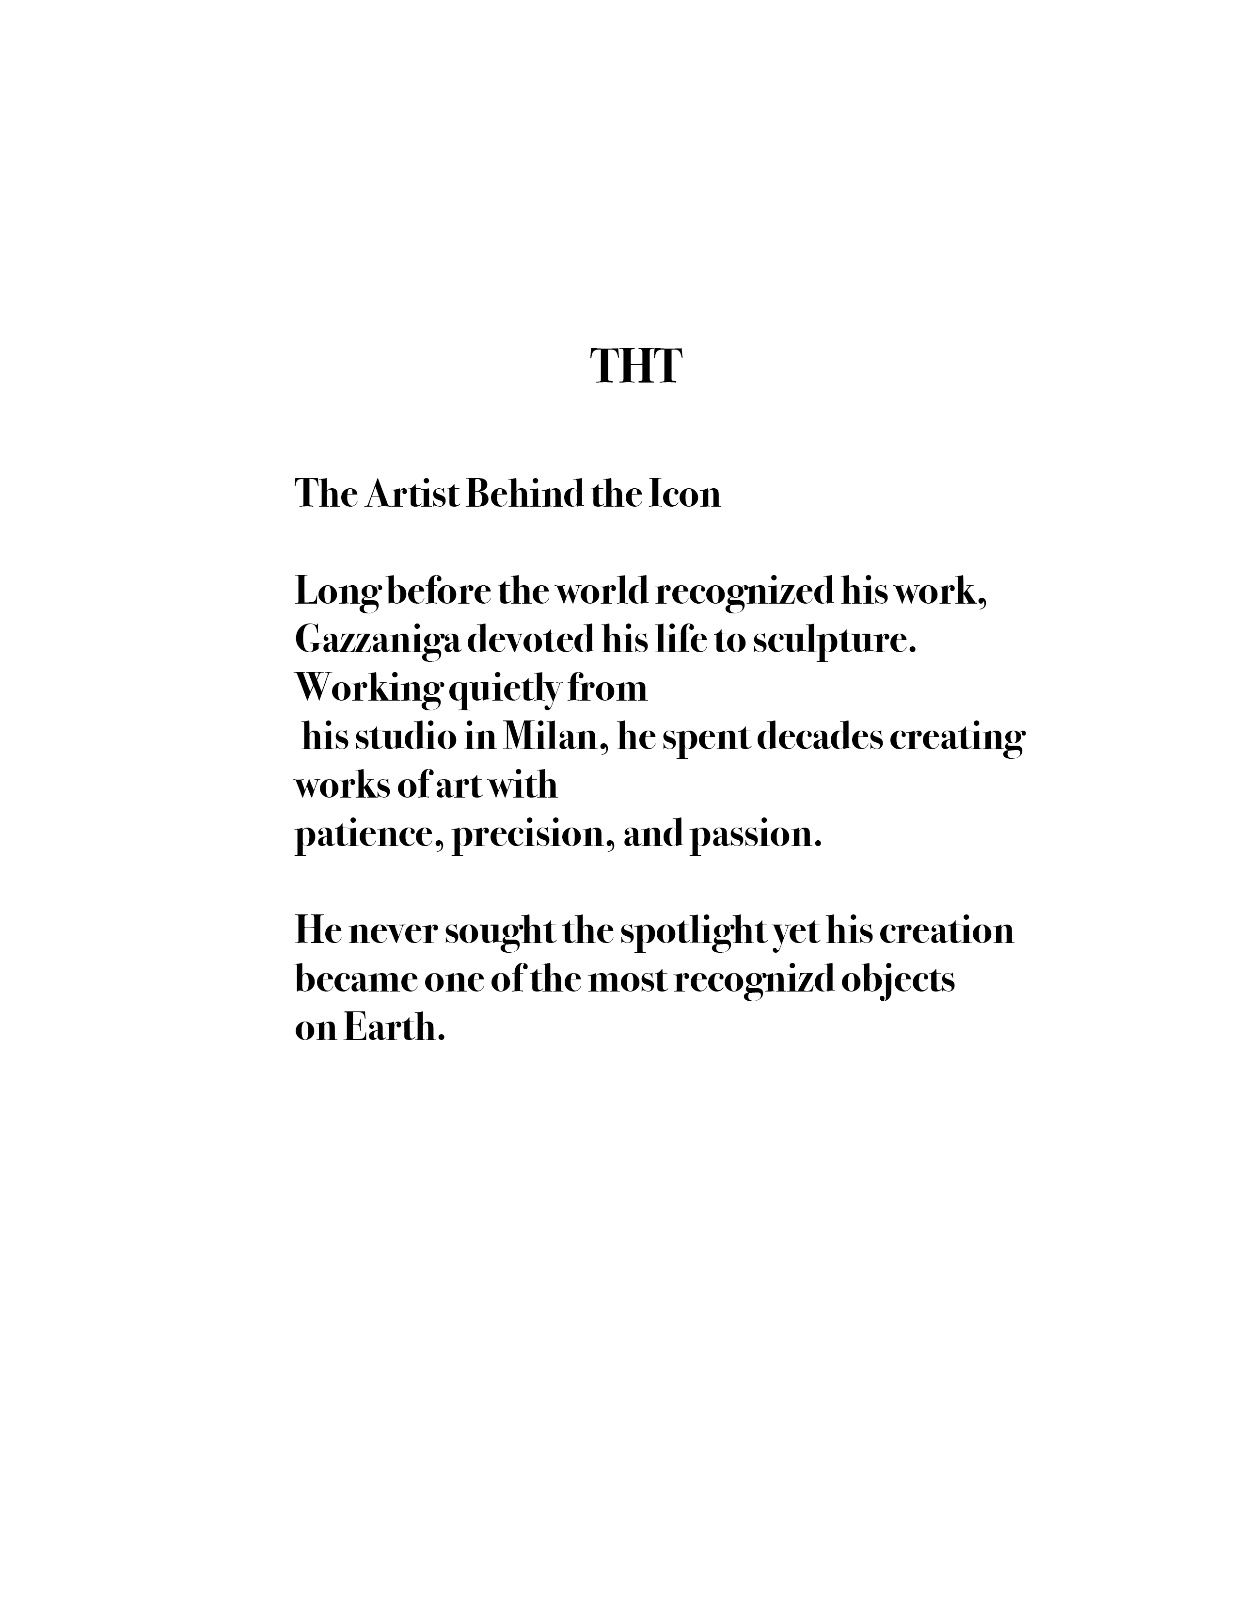 THT
The Artist Behind the Icon
Long before the world recognized his work,
Gazzaniga devoted his life to sculpture.
Working quietly from
his studio in Milan, he spent decades creating
works of art with
patience, precision, and passion.
He never sought the spotlight yet his creation
became one of the most recognizd objects
on Earth.